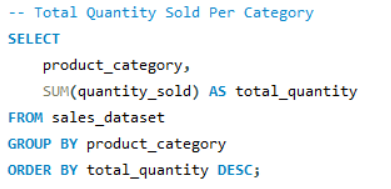 -- Total Quantity Sold Per Category
SELECT
    product_category,
    SUM(quantity_sold) AS total_quantity
FROM sales_dataset
GROUP BY product_category
ORDER BY total_quantity DESC;